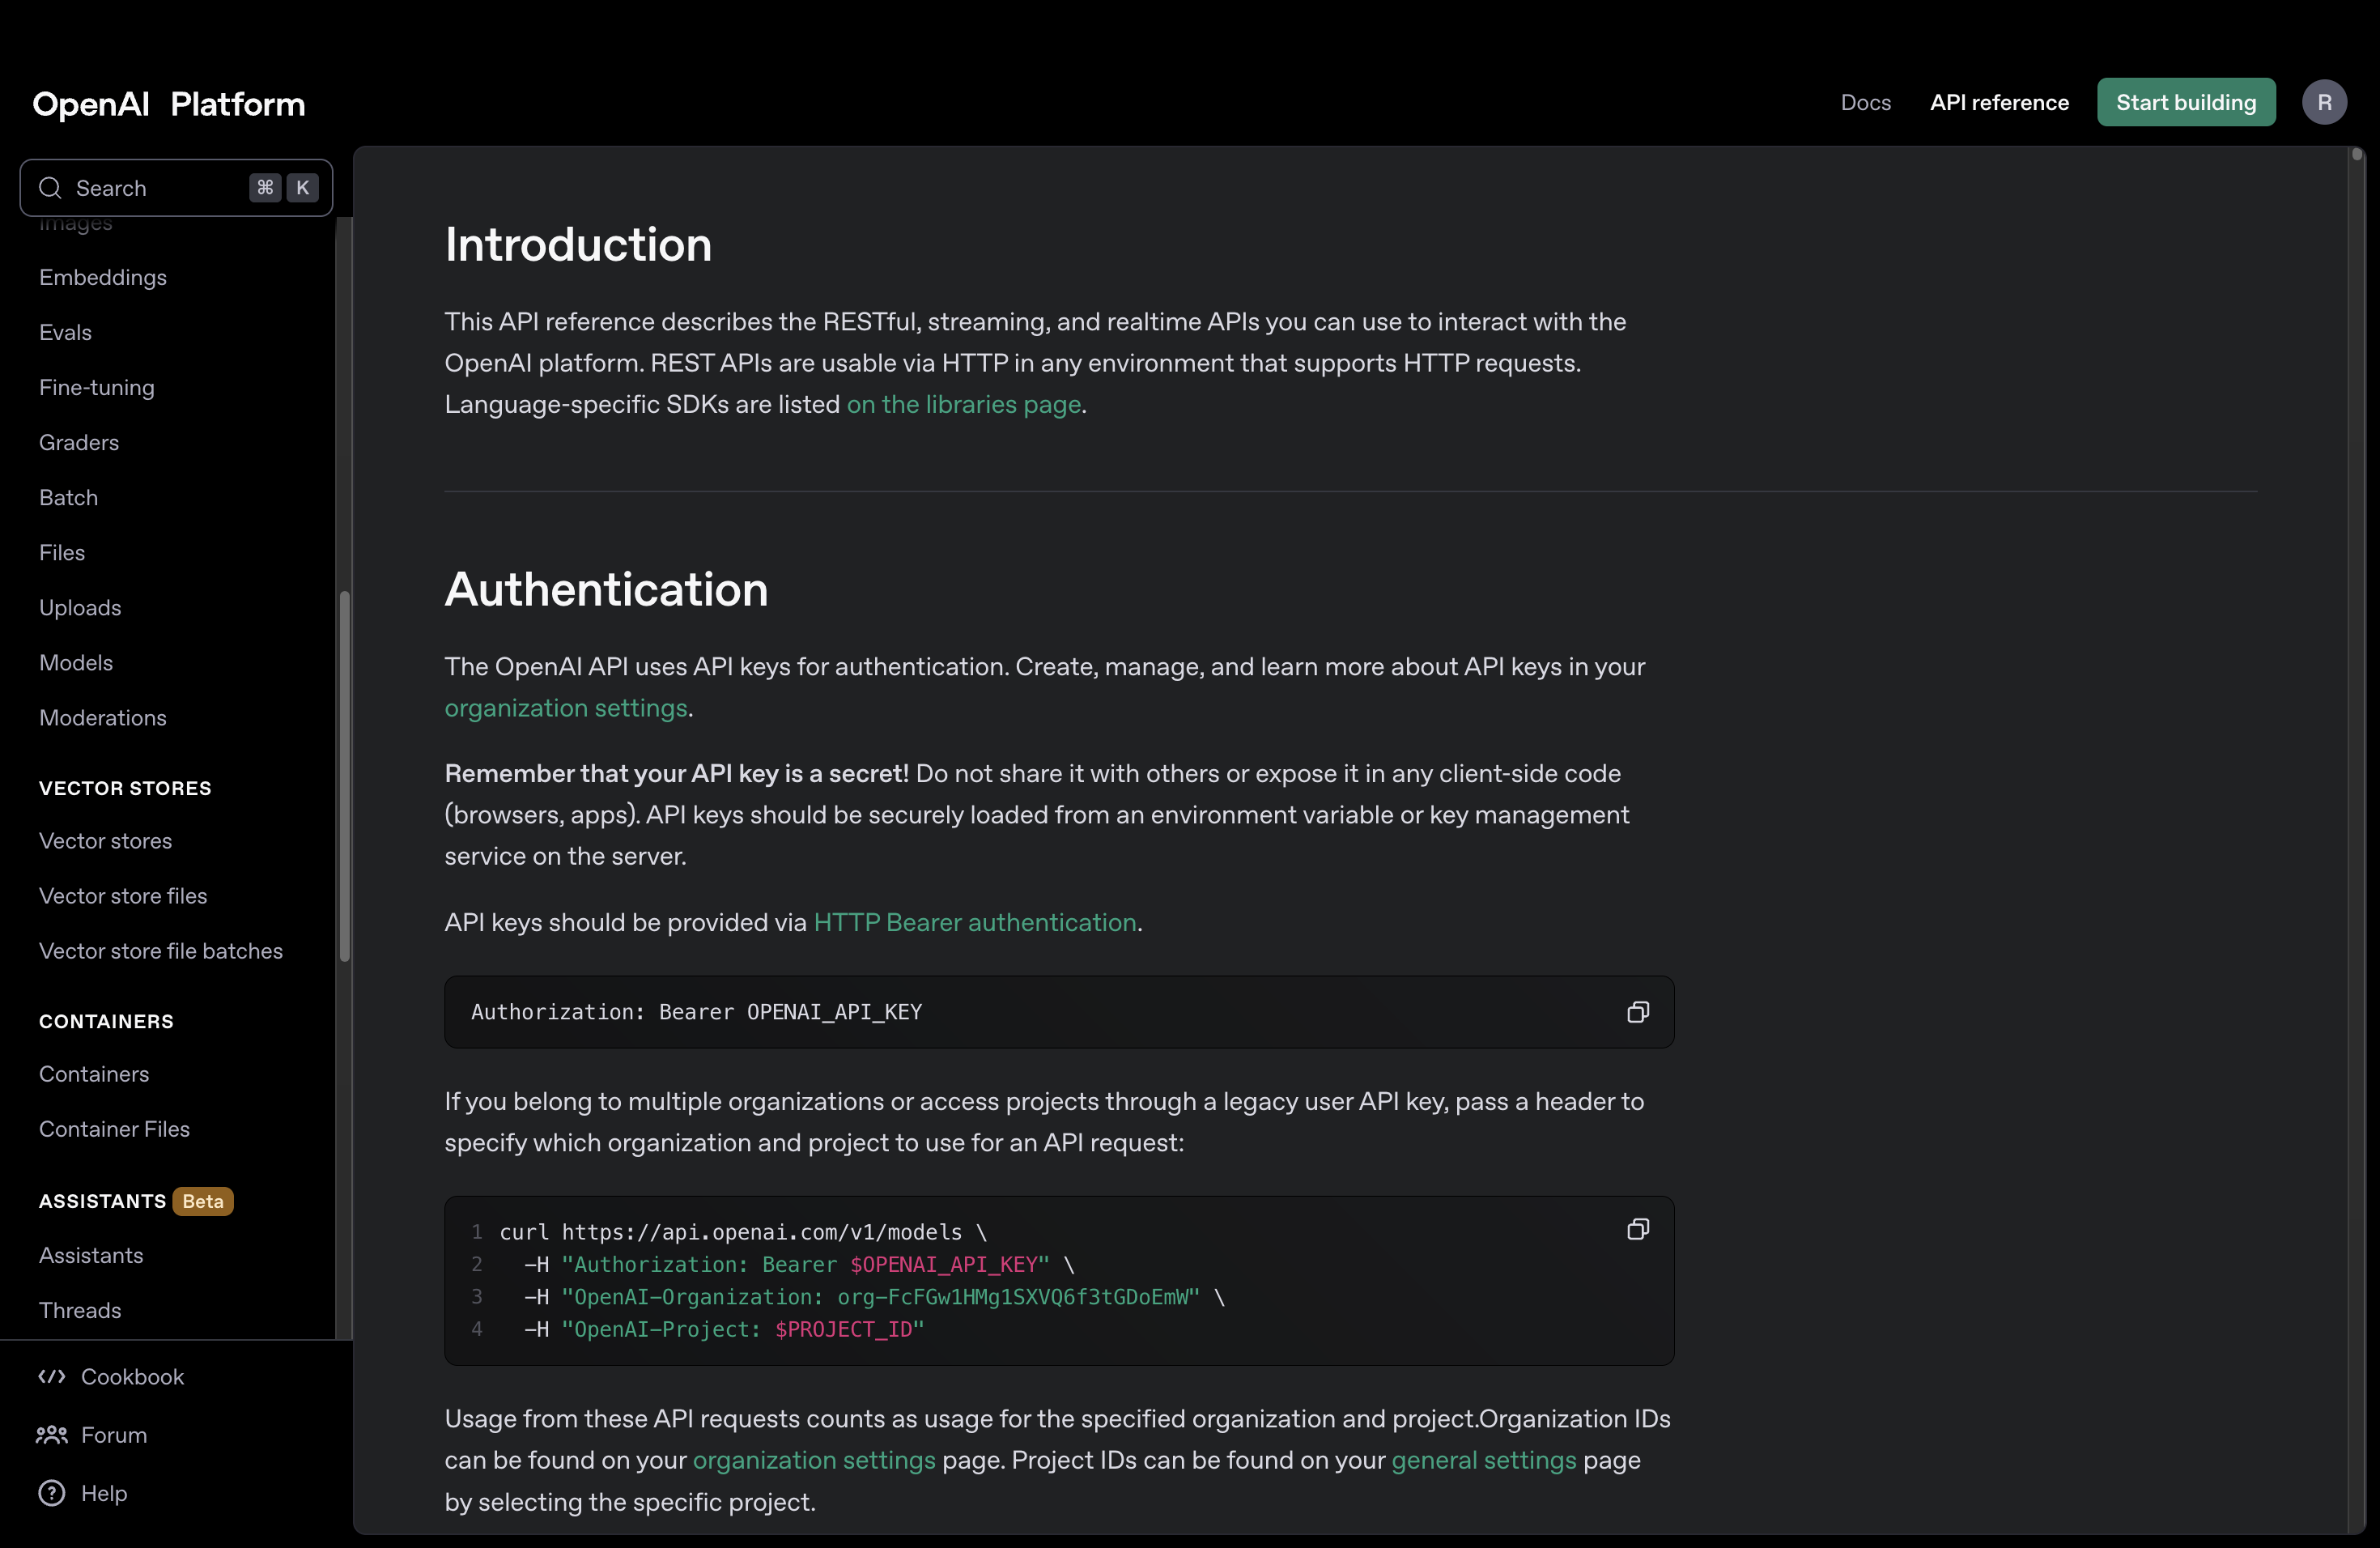 OpenAI Platform
Docs
API reference
Start building
R
Search
⌘ K
Images
Embeddings
Evals
Fine-tuning
Graders
Batch
Files
Uploads
Models
Moderations
VECTOR STORES
Vector stores
Vector store files
Vector store file batches
CONTAINERS
Containers
Container Files
ASSISTANTS Beta
Assistants
Threads
Cookbook
Forum
Help
Introduction
This API reference describes the RESTful, streaming, and realtime APIs you can use to interact with the
OpenAI platform. REST APIs are usable via HTTP in any environment that supports HTTP requests.
Language-specific SDKs are listed on the libraries page.
Authentication
The OpenAI API uses API keys for authentication. Create, manage, and learn more about API keys in your
organization settings.
Remember that your API key is a secret! Do not share it with others or expose it in any client-side code
(browsers, apps). API keys should be securely loaded from an environment variable or key management
service on the server.
API keys should be provided via HTTP Bearer authentication.
Authorization: Bearer OPENAI_API_KEY
If you belong to multiple organizations or access projects through a legacy user API key, pass a header to
specify which organization and project to use for an API request:
1 curl https://api.openai.com/v1/models \
2   -H "Authorization: Bearer $OPENAI_API_KEY" \
3   -H "OpenAI-Organization: org-FcFGw1HMg1SXVQ6f3tGDoEmW" \
4   -H "OpenAI-Project: $PROJECT_ID"
Usage from these API requests counts as usage for the specified organization and project.Organization IDs
can be found on your organization settings page. Project IDs can be found on your general settings page
by selecting the specific project.